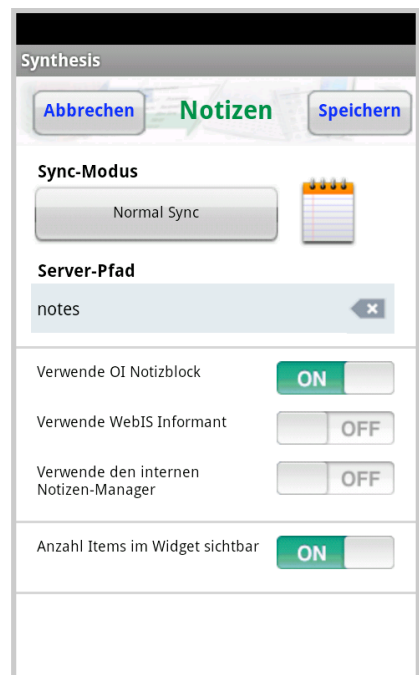 Synthesis
Abbrechen Notizen Speichern
Sync-Modus
Normal Sync
Server-Pfad
notes
Verwende OI Notizblock ON
Verwende WebIS Informant OFF
Verwende den internen
Notizen-Manager OFF
Anzahl Items im Widget sichtbar ON